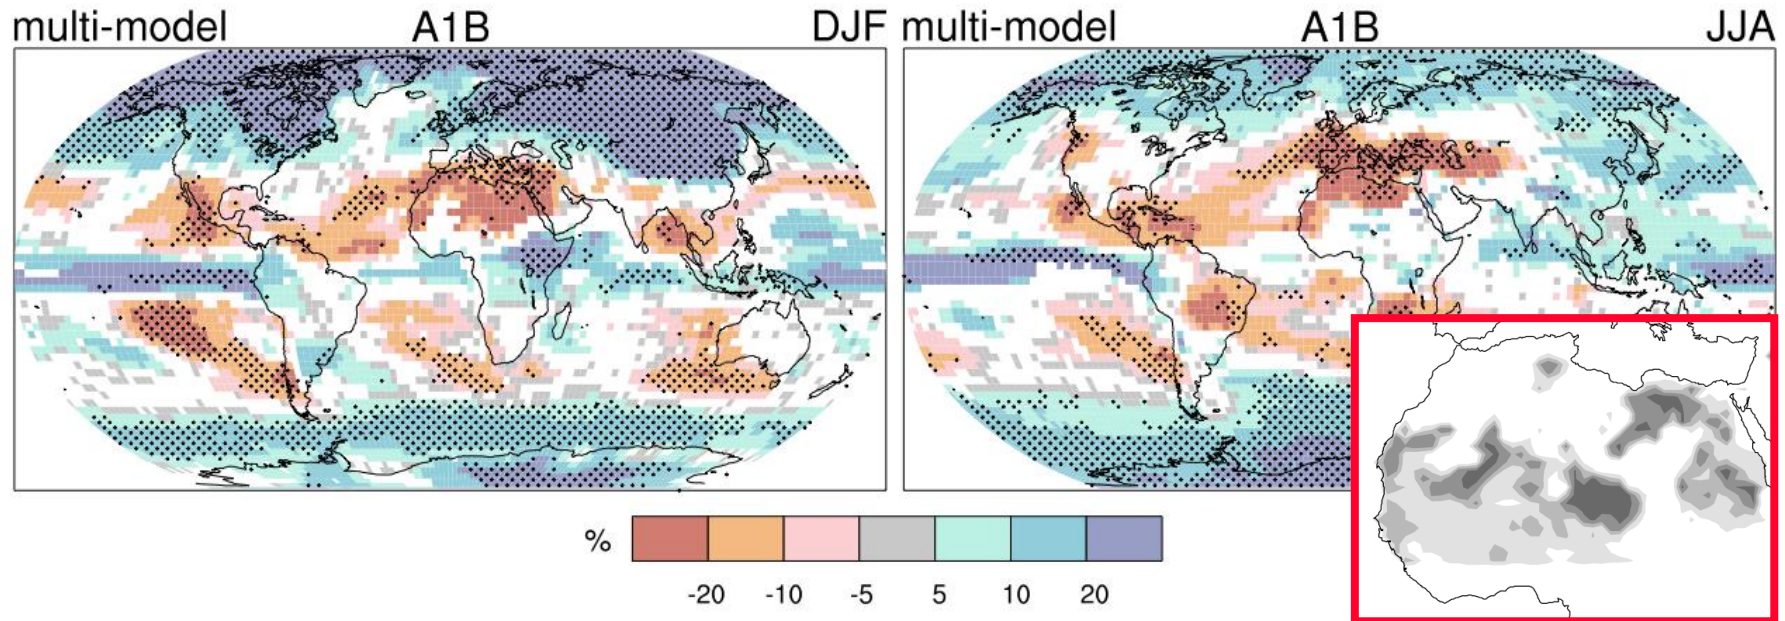 multi-model A1B DJF
multi-model A1B JJA
%
-20 -10 -5 5 10 20